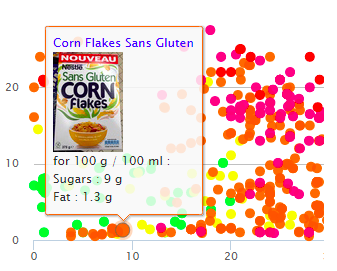 Corn Flakes Sans Gluten
NOUVEAU
Nestlé
Sans Gluten
CORN
Flakes
for 100 g / 100 ml :
Sugars : 9 g
Fat : 1.3 g
20
10
0
0
10
20